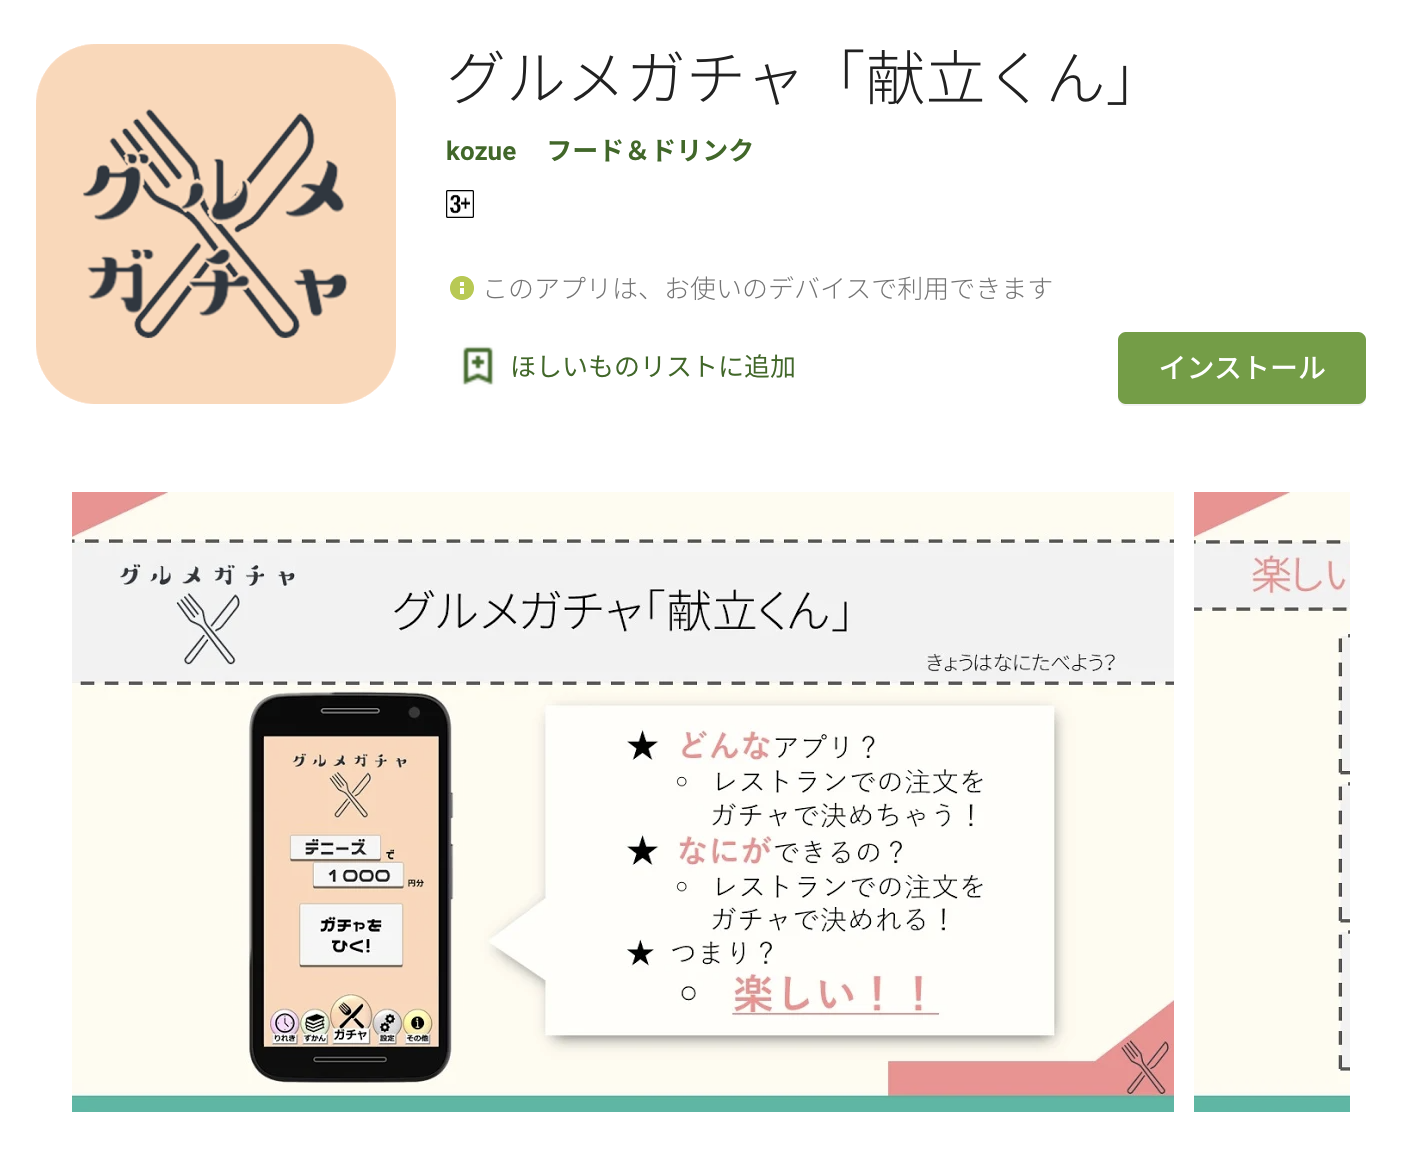 グルメ
ガチャ
グルメガチャ「献立くん」
kozue フード＆ドリンク
3+
このアプリは、お使いのデバイスで利用できます
ほしいものリストに追加
インストール
グルメガチャ
グルメガチャ「献立くん」
きょうはなにたべよう？
グルメガチャ
デニーズで
1000円分
ガチャを
ひく!
りれき ずかん ガチャ 設定 その他
★ どんなアプリ？
○ レストランでの注文を
ガチャで決めちゃう！
★ なにができるの？
○ レストランでの注文を
ガチャで決めれる！
★ つまり？
○ 楽しい！！
楽しい